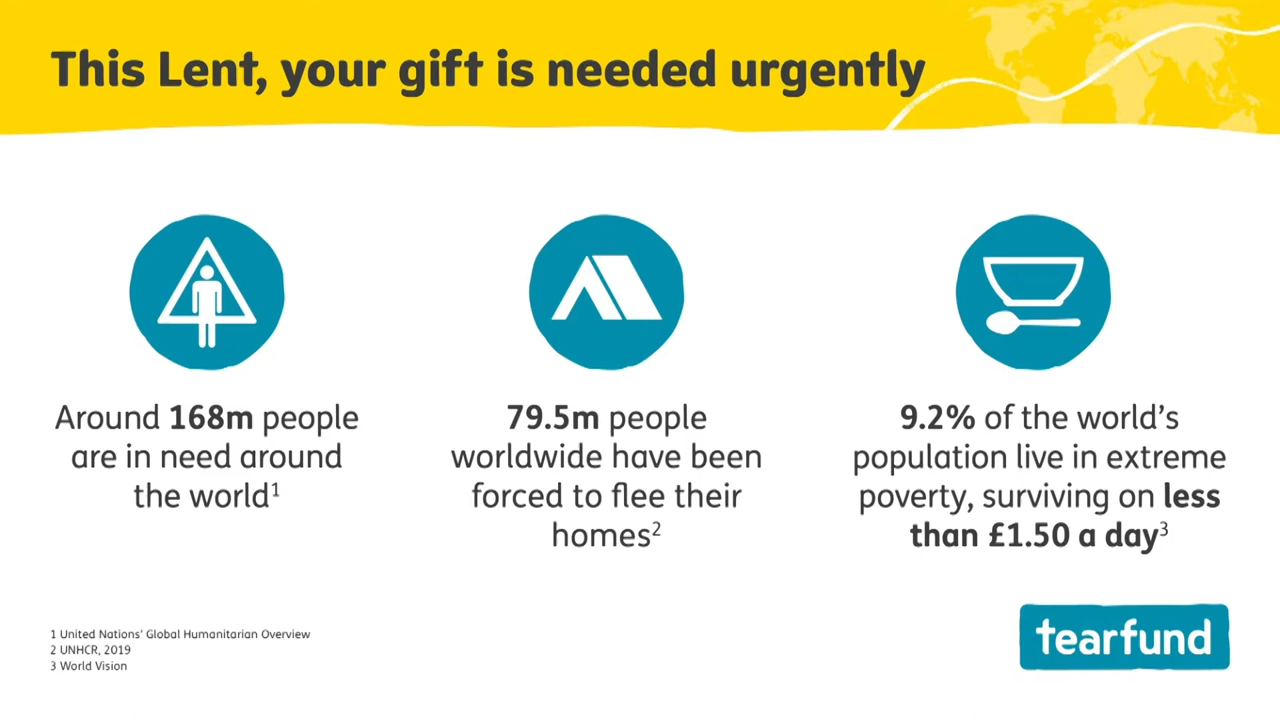 This Lent, your gift is needed urgently
Around 168m people
are in need around
the world¹
79.5m people
worldwide have been
forced to flee their
homes²
9.2% of the world’s
population live in extreme
poverty, surviving on less
than £1.50 a day³
1 United Nations’ Global Humanitarian Overview
2 UNHCR, 2019
3 World Vision
tearfund